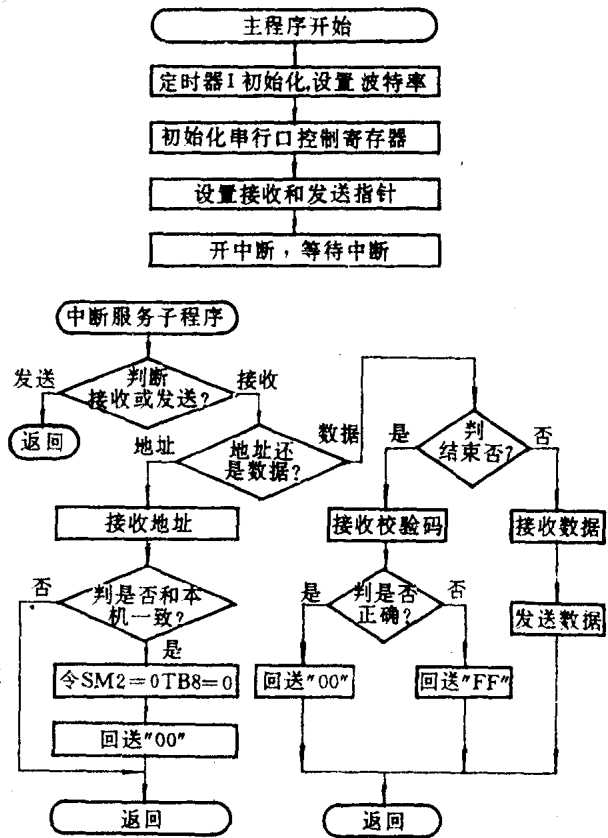 主程序开始
定时器1初始化,设置波特率
初始化串行口控制寄存器
设置接收和发送指针
开中断，等待中断
中断服务子程序
发送
判断
接收或发送?
接收
返回
地址
地址还
是数据?
数据
是
判
结束否?
否
接收地址
接收校验码
接收数据
否
判是否和本
机一致?
是
是
判是否
正确?
否
发送数据
令SM2=0TB8=0
回送"00"
回送"FF"
回送"00"
返回
返回